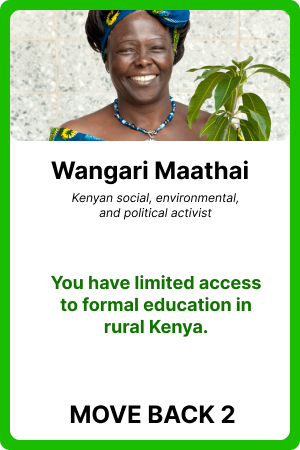 Wangari Maathai
Kenyan social, environmental,
and political activist
You have limited access
to formal education in
rural Kenya.
MOVE BACK 2